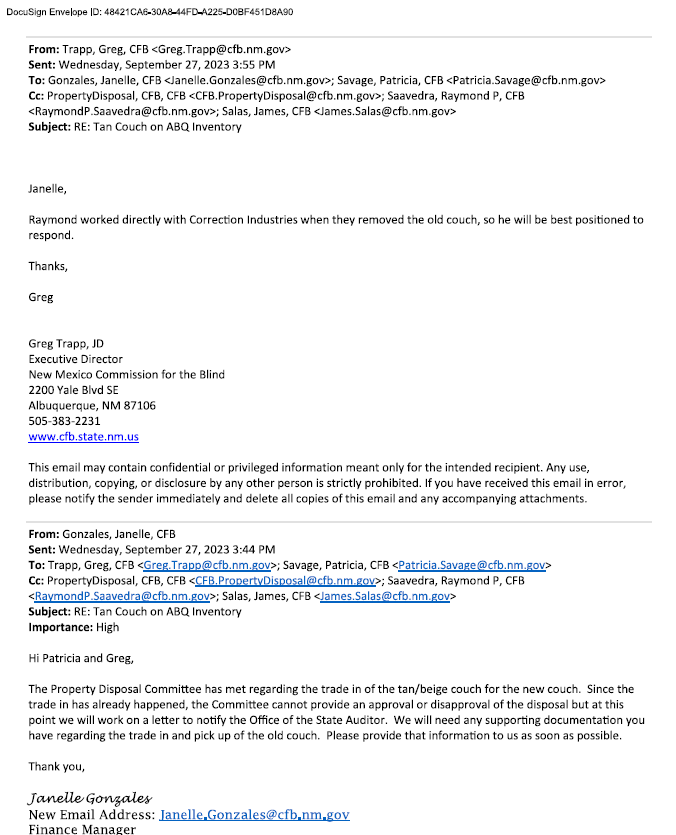 DocuSign Envelope ID: 48421CA6-30A8-44FD-A225-D0BF451D8A90
From: Trapp, Greg, CFB <Greg.Trapp@cfb.nm.gov>
Sent: Wednesday, September 27, 2023 3:55 PM
To: Gonzales, Janelle, CFB <Janelle.Gonzales@cfb.nm.gov>; Savage, Patricia, CFB <Patricia.Savage@cfb.nm.gov>
Cc: PropertyDisposal, CFB, CFB <CFB.PropertyDisposal@cfb.nm.gov>; Saavedra, Raymond P, CFB
<RaymondP.Saavedra@cfb.nm.gov>; Salas, James, CFB <James.Salas@cfb.nm.gov>
Subject: RE: Tan Couch on ABQ Inventory
Janelle,
Raymond worked directly with Correction Industries when they removed the old couch, so he will be best positioned to
respond.
Thanks,
Greg
Greg Trapp, JD
Executive Director
New Mexico Commission for the Blind
2200 Yale Blvd SE
Albuquerque, NM 87106
505-383-2231
www.cfb.state.nm.us
This email may contain confidential or privileged information meant only for the intended recipient. Any use,
distribution, copying, or disclosure by any other person is strictly prohibited. If you have received this email in error,
please notify the sender immediately and delete all copies of this email and any accompanying attachments.
From: Gonzales, Janelle, CFB
Sent: Wednesday, September 27, 2023 3:44 PM
To: Trapp, Greg, CFB <Greg.Trapp@cfb.nm.gov>; Savage, Patricia, CFB <Patricia.Savage@cfb.nm.gov>
Cc: PropertyDisposal, CFB, CFB <CFB.PropertyDisposal@cfb.nm.gov>; Saavedra, Raymond P, CFB
<RaymondP.Saavedra@cfb.nm.gov>; Salas, James, CFB <James.Salas@cfb.nm.gov>
Subject: RE: Tan Couch on ABQ Inventory
Importance: High
Hi Patricia and Greg,
The Property Disposal Committee has met regarding the trade in of the tan/beige couch for the new couch.  Since the
trade in has already happened, the Committee cannot provide an approval or disapproval of the disposal but at this
point we will work on a letter to notify the Office of the State Auditor.  We will need any supporting documentation you
have regarding the trade in and pick up of the old couch.  Please provide that information to us as soon as possible.
Thank you,
Janelle Gonzales
New Email Address: Janelle.Gonzales@cfb.nm.gov
Finance Manager